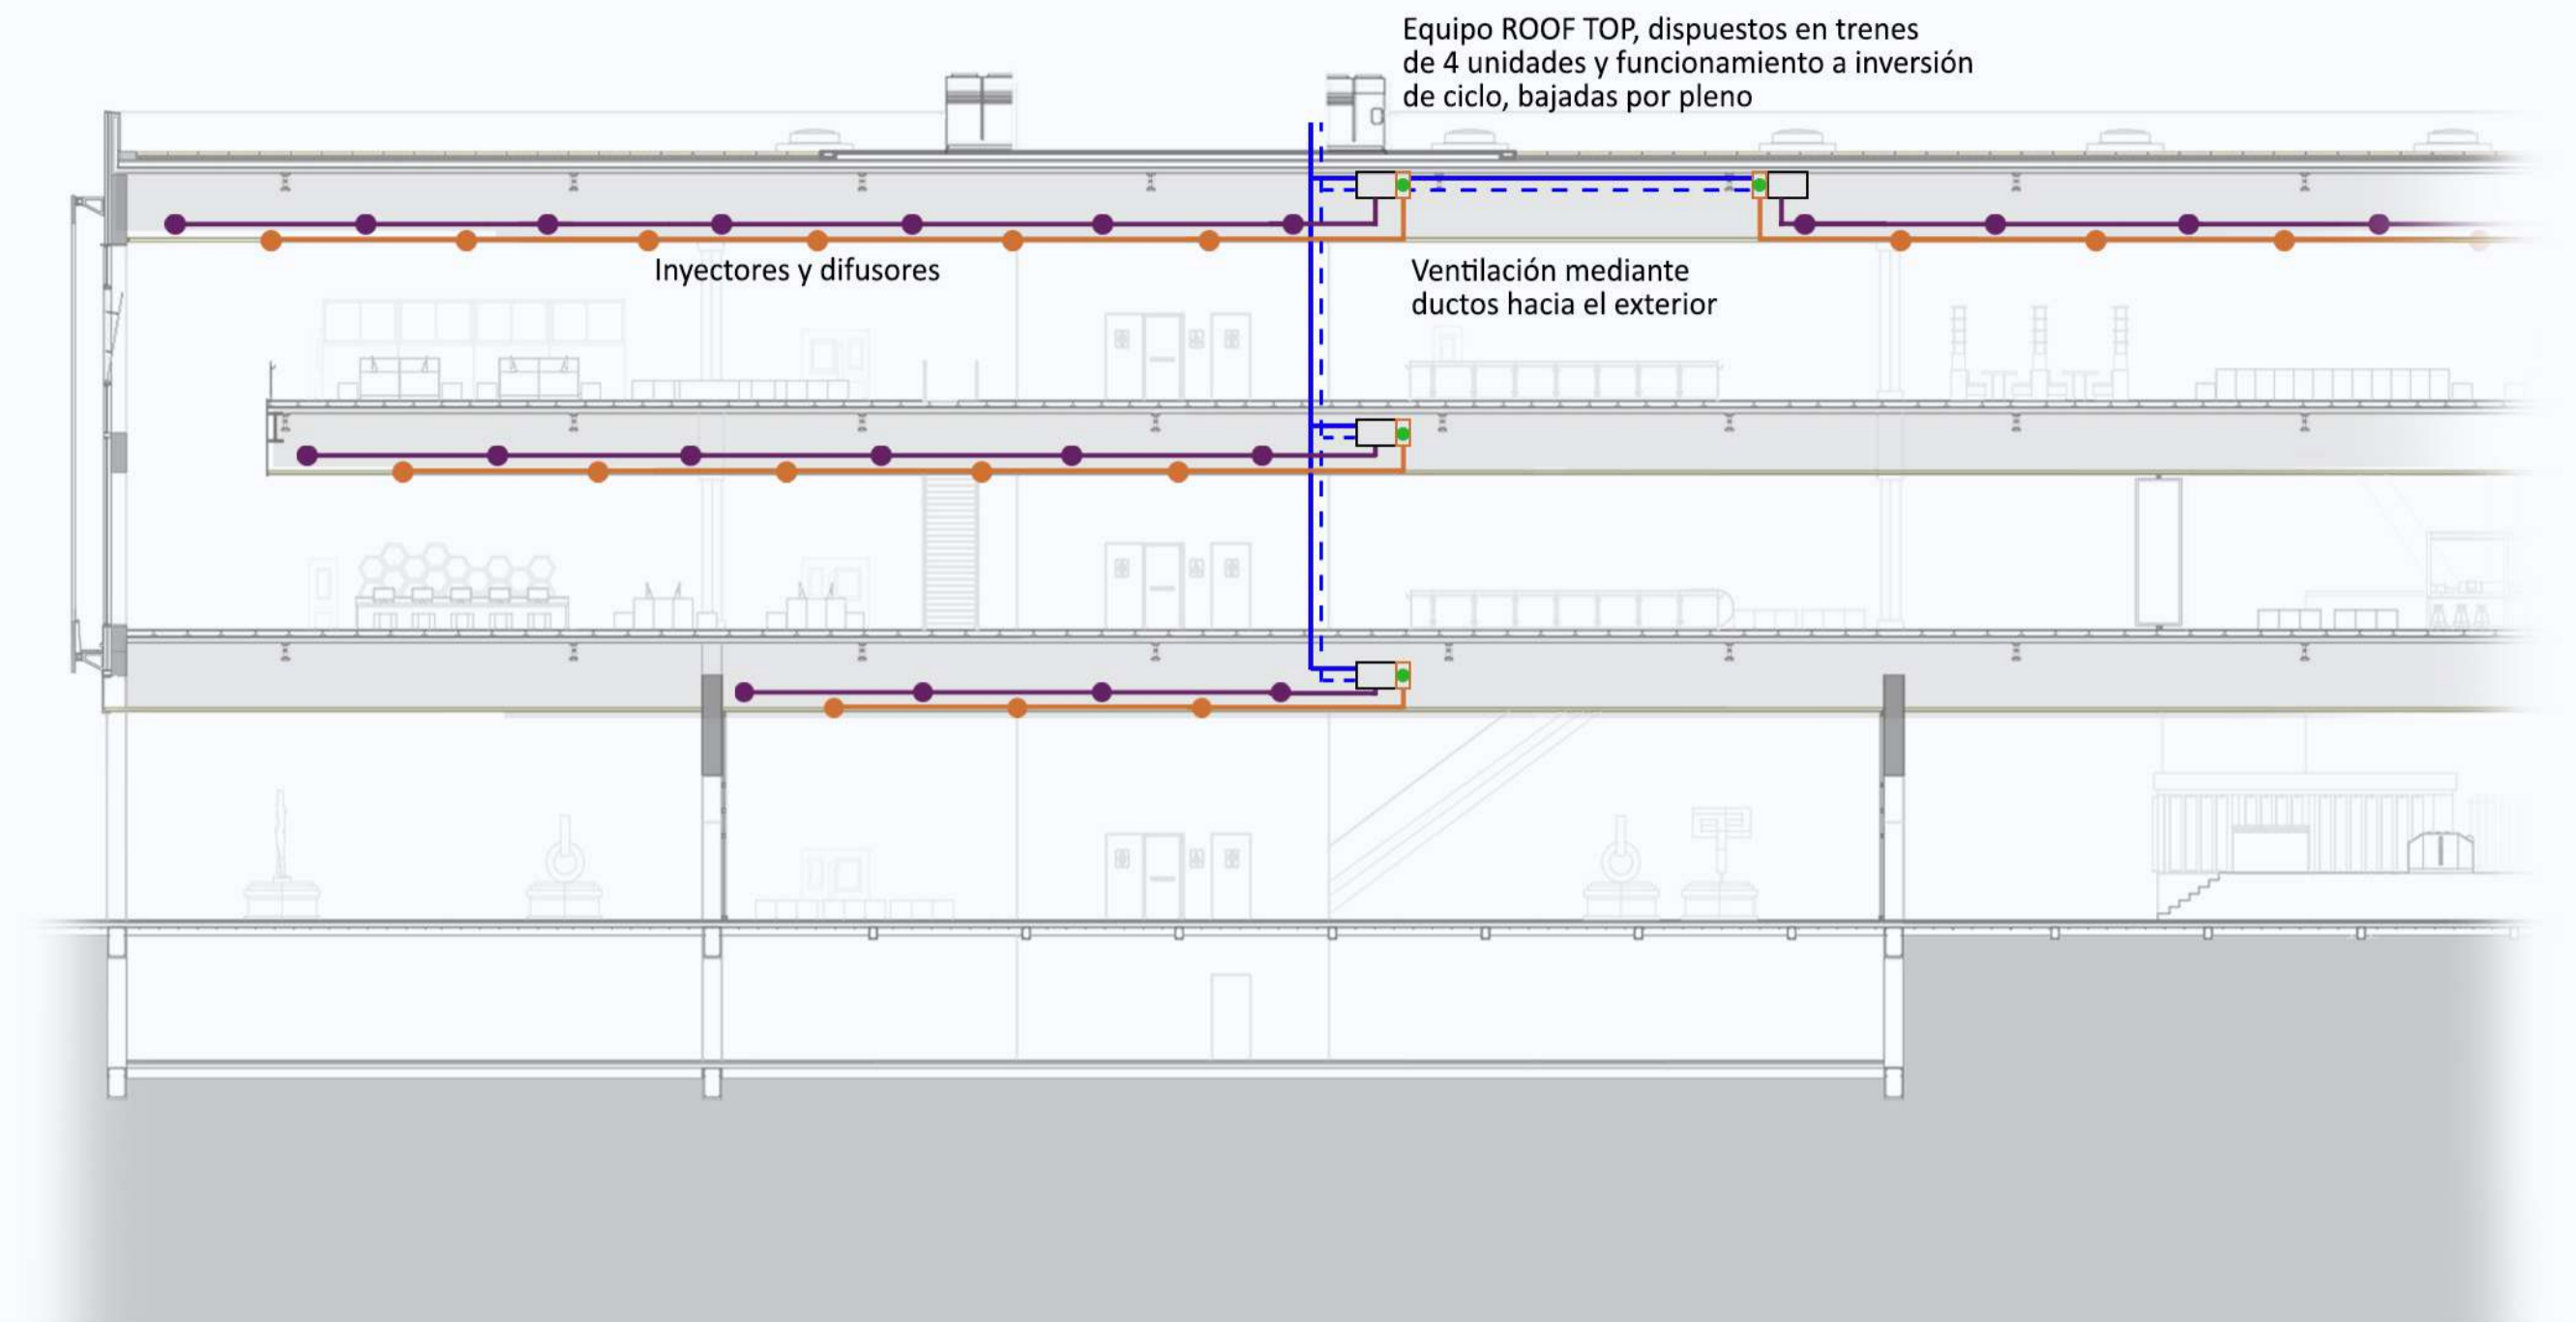 Equipo ROOF TOP, dispuestos en trenes
de 4 unidades y funcionamiento a inversión
de ciclo, bajadas por pleno
Inyectores y difusores
Ventilación mediante
ductos hacia el exterior